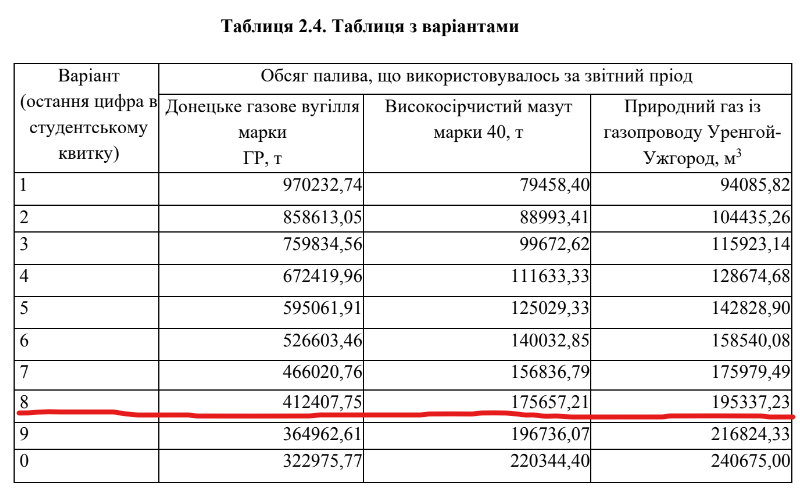 Таблиця 2.4. Таблиця з варіантами
Варіант
(остання цифра в
студентському
квитку)
Обсяг палива, що використовувалось за звітний пріод
Донецьке газове вугілля
марки
ГР, т
Високосірчистий мазут
марки 40, т
Природний газ із
газопроводу Уренгой-
Ужгород, м³
1 970232,74 79458,40 94085,82
2 858613,05 88993,41 104435,26
3 759834,56 99672,62 115923,14
4 672419,96 111633,33 128674,68
5 595061,91 125029,33 142828,90
6 526603,46 140032,85 158540,08
7 466020,76 156836,79 175979,49
8 412407,75 175657,21 195337,23
9 364962,61 196736,07 216824,33
0 322975,77 220344,40 240675,00